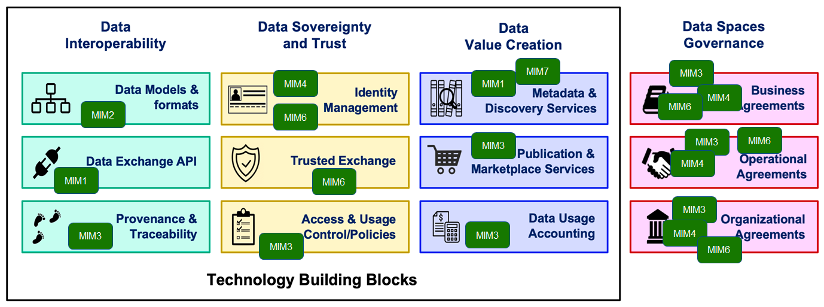 Data
Interoperability
Data Sovereignty
and Trust
Data
Value Creation
Data Spaces
Governance
Data Models &
formats
MIM2
MIM4
Identity
Management
MIM6
MIM7
MIM1
Metadata &
Discovery Services
MIM3
Business
MIM4
MIM6
Agreements
Data Exchange API
MIM1
Trusted Exchange
MIM6
MIM3
Publication &
Marketplace Services
MIM3
MIM6
Operational
MIM4
Agreements
Provenance &
MIM3
Traceability
Access & Usage
Control/Policies
MIM3
Data Usage
MIM3
Accounting
MIM3
Organizational
MIM4
Agreements
MIM6
Technology Building Blocks